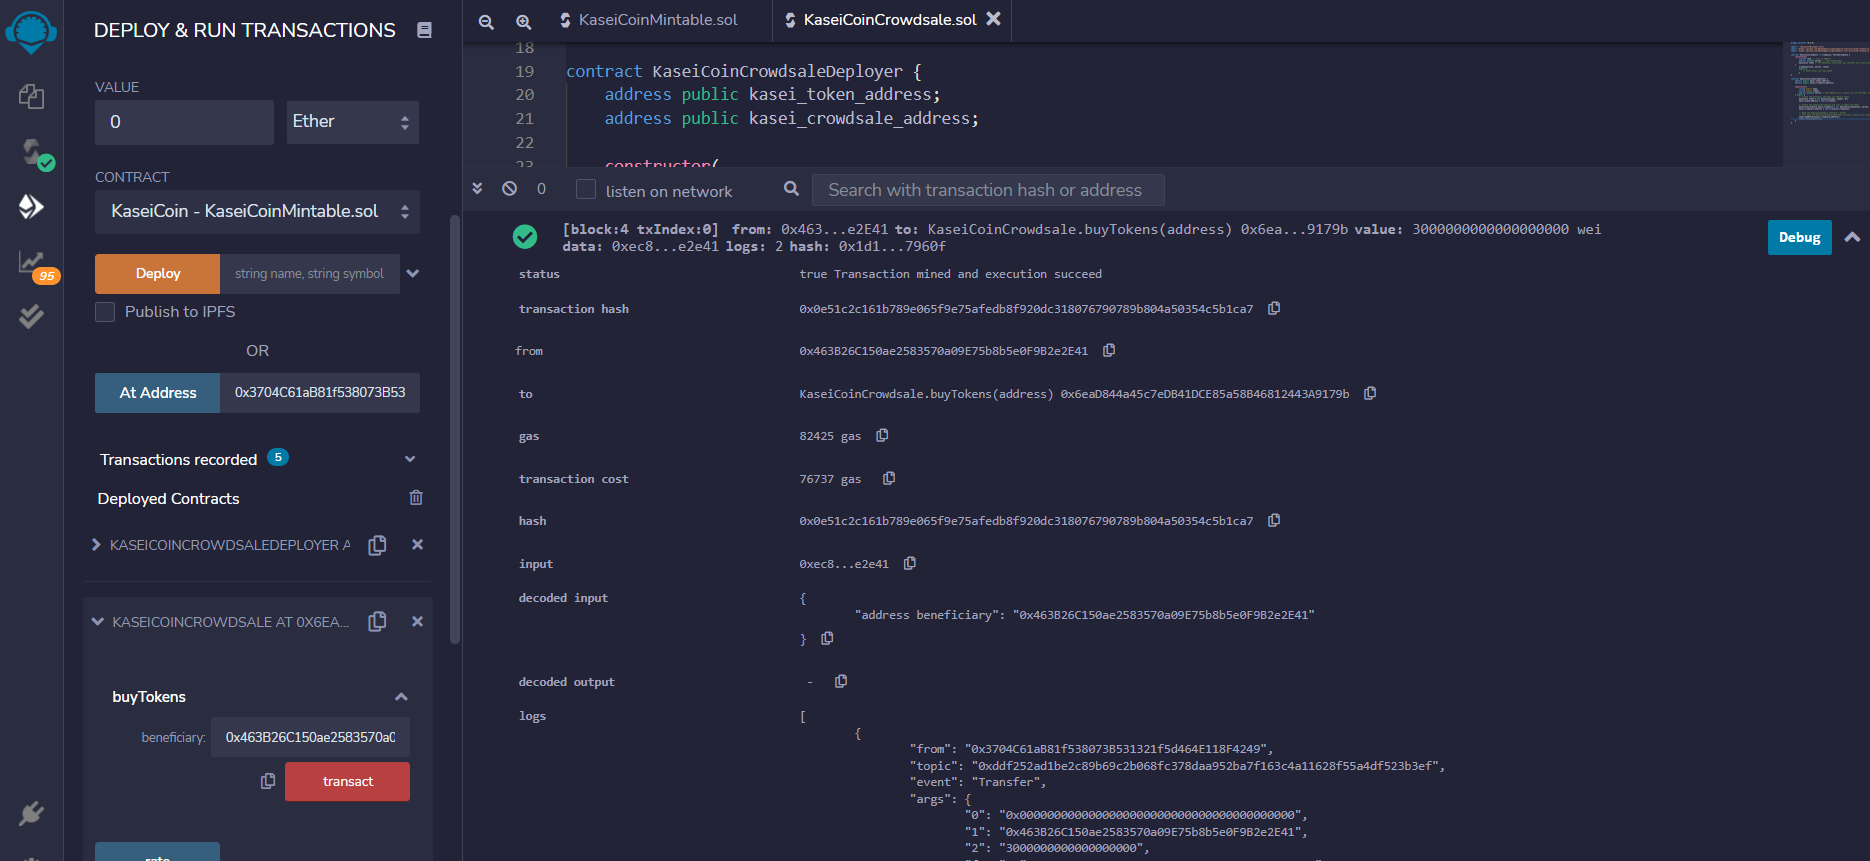 DEPLOY & RUN TRANSACTIONS
VALUE
0
Ether
CONTRACT
KaseiCoin - KaseiCoinMintable.sol
Deploy
string name, string symbol
Publish to IPFS
OR
At Address
0x3704C61aB81f538073B53
Transactions recorded 5
Deployed Contracts
KASEICOINCROWDSALEDEPLOYER A
KASEICOINCROWDSALE AT 0X6EA...
buyTokens
beneficiary:
0x463B26C150ae2583570a0
transact
rate
95
KaseiCoinMintable.sol
KaseiCoinCrowdsale.sol
18
19 contract KaseiCoinCrowdsaleDeployer {
20 address public kasei_token_address;
21 address public kasei_crowdsale_address;
22
23 constructor(
0
listen on network
Search with transaction hash or address
[block:4 txIndex:0] from: 0x463...e2E41 to: KaseiCoinCrowdsale.buyTokens(address) 0x6ea...9179b value: 3000000000000000000 wei
data: 0xec8...e2e41 logs: 2 hash: 0x1d1...7960f
Debug
status true Transaction mined and execution succeed
transaction hash 0x0e51c2c161b789e065f9e75afedb8f920dc318076790789b804a50354c5b1ca7
from 0x463B26C150ae2583570a09E75b8b5e0F9B2e2E41
to KaseiCoinCrowdsale.buyTokens(address) 0x6eaD844a45c7eDB41DCE85a58B46812443A9179b
gas 82425 gas
transaction cost 76737 gas
hash 0x0e51c2c161b789e065f9e75afedb8f920dc318076790789b804a50354c5b1ca7
input 0xec8...e2e41
decoded input {
"address beneficiary": "0x463B26C150ae2583570a09E75b8b5e0F9B2e2E41"
}
decoded output -
logs [
{
"from": "0x3704C61aB81f538073B531321f5d464E118F4249",
"topic": "0xddf252ad1be2c89b69c2b068fc378daa952ba7f163c4a11628f55a4df523b3ef",
"event": "Transfer",
"args": {
"0": "0x0000000000000000000000000000000000000000",
"1": "0x463B26C150ae2583570a09E75b8b5e0F9B2e2E41",
"2": "3000000000000000000",